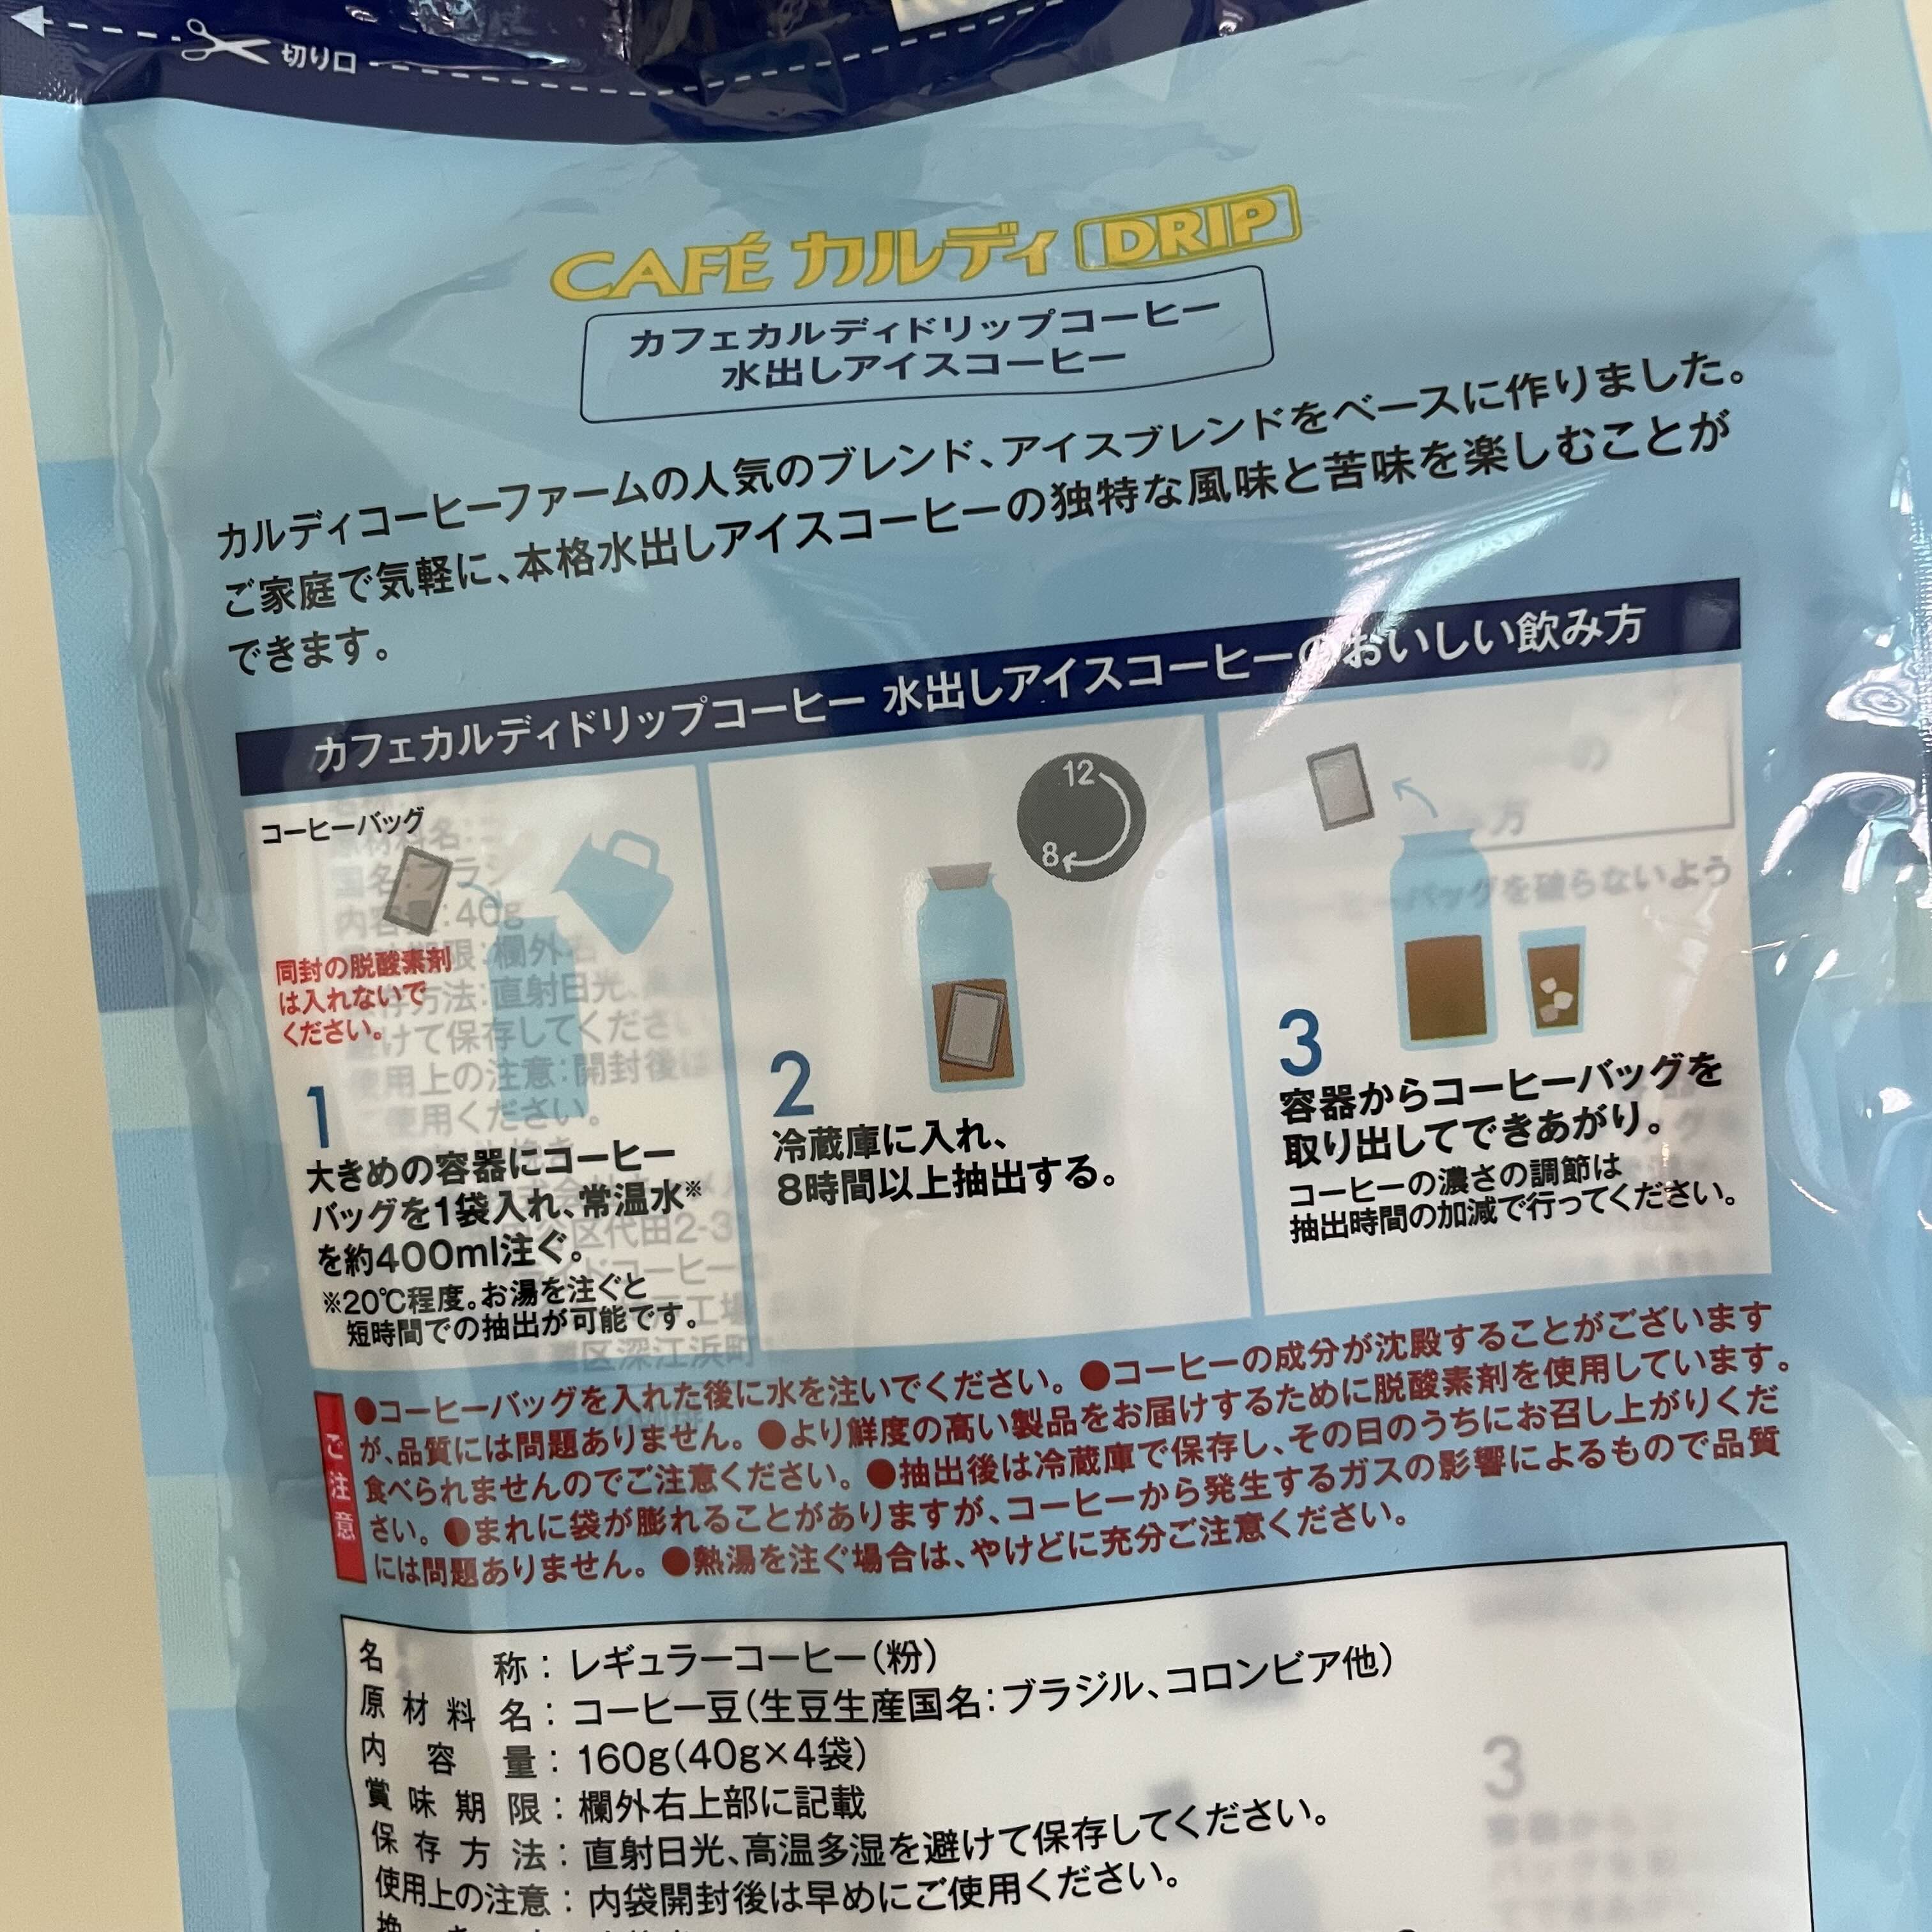 切り口
CAFÉ カルディ DRIP
カフェカルディドリップコーヒー
水出しアイスコーヒー
カルディコーヒーファームの人気のブレンド、アイスブレンドをベースに作りました。
ご家庭で気軽に、本格水出しアイスコーヒーの独特な風味と苦味を楽しむことが
できます。
カフェカルディドリップコーヒー 水出しアイスコーヒーのおいしい飲み方
コーヒーバッグ
同封の脱酸素剤
は入れないで
ください。
1
大きめの容器にコーヒー
バッグを1袋入れ、常温水※
を約400ml注ぐ。
※20℃程度。お湯を注ぐと
短時間での抽出が可能です。
12
8
2
冷蔵庫に入れ、
8時間以上抽出する。
3
容器からコーヒーバッグを
取り出してできあがり。
コーヒーの濃さの調節は
抽出時間の加減で行ってください。
ご注意
●コーヒーバッグを入れた後に水を注いでください。●コーヒーの成分が沈殿することがございます
が、品質には問題ありません。●より鮮度の高い製品をお届けするために脱酸素剤を使用しています。
食べられませんのでご注意ください。●抽出後は冷蔵庫で保存し、その日のうちにお召し上がりくだ
さい。●まれに袋が膨れることがありますが、コーヒーから発生するガスの影響によるもので品質
には問題ありません。●熱湯を注ぐ場合は、やけどに充分ご注意ください。
名称：レギュラーコーヒー（粉）
原材料名：コーヒー豆（生豆生産国名：ブラジル、コロンビア他）
内容量：160g（40g×4袋）
賞味期限：欄外右上部に記載
保存方法：直射日光、高温多湿を避けて保存してください。
使用上の注意：内袋開封後は早めにご使用ください。